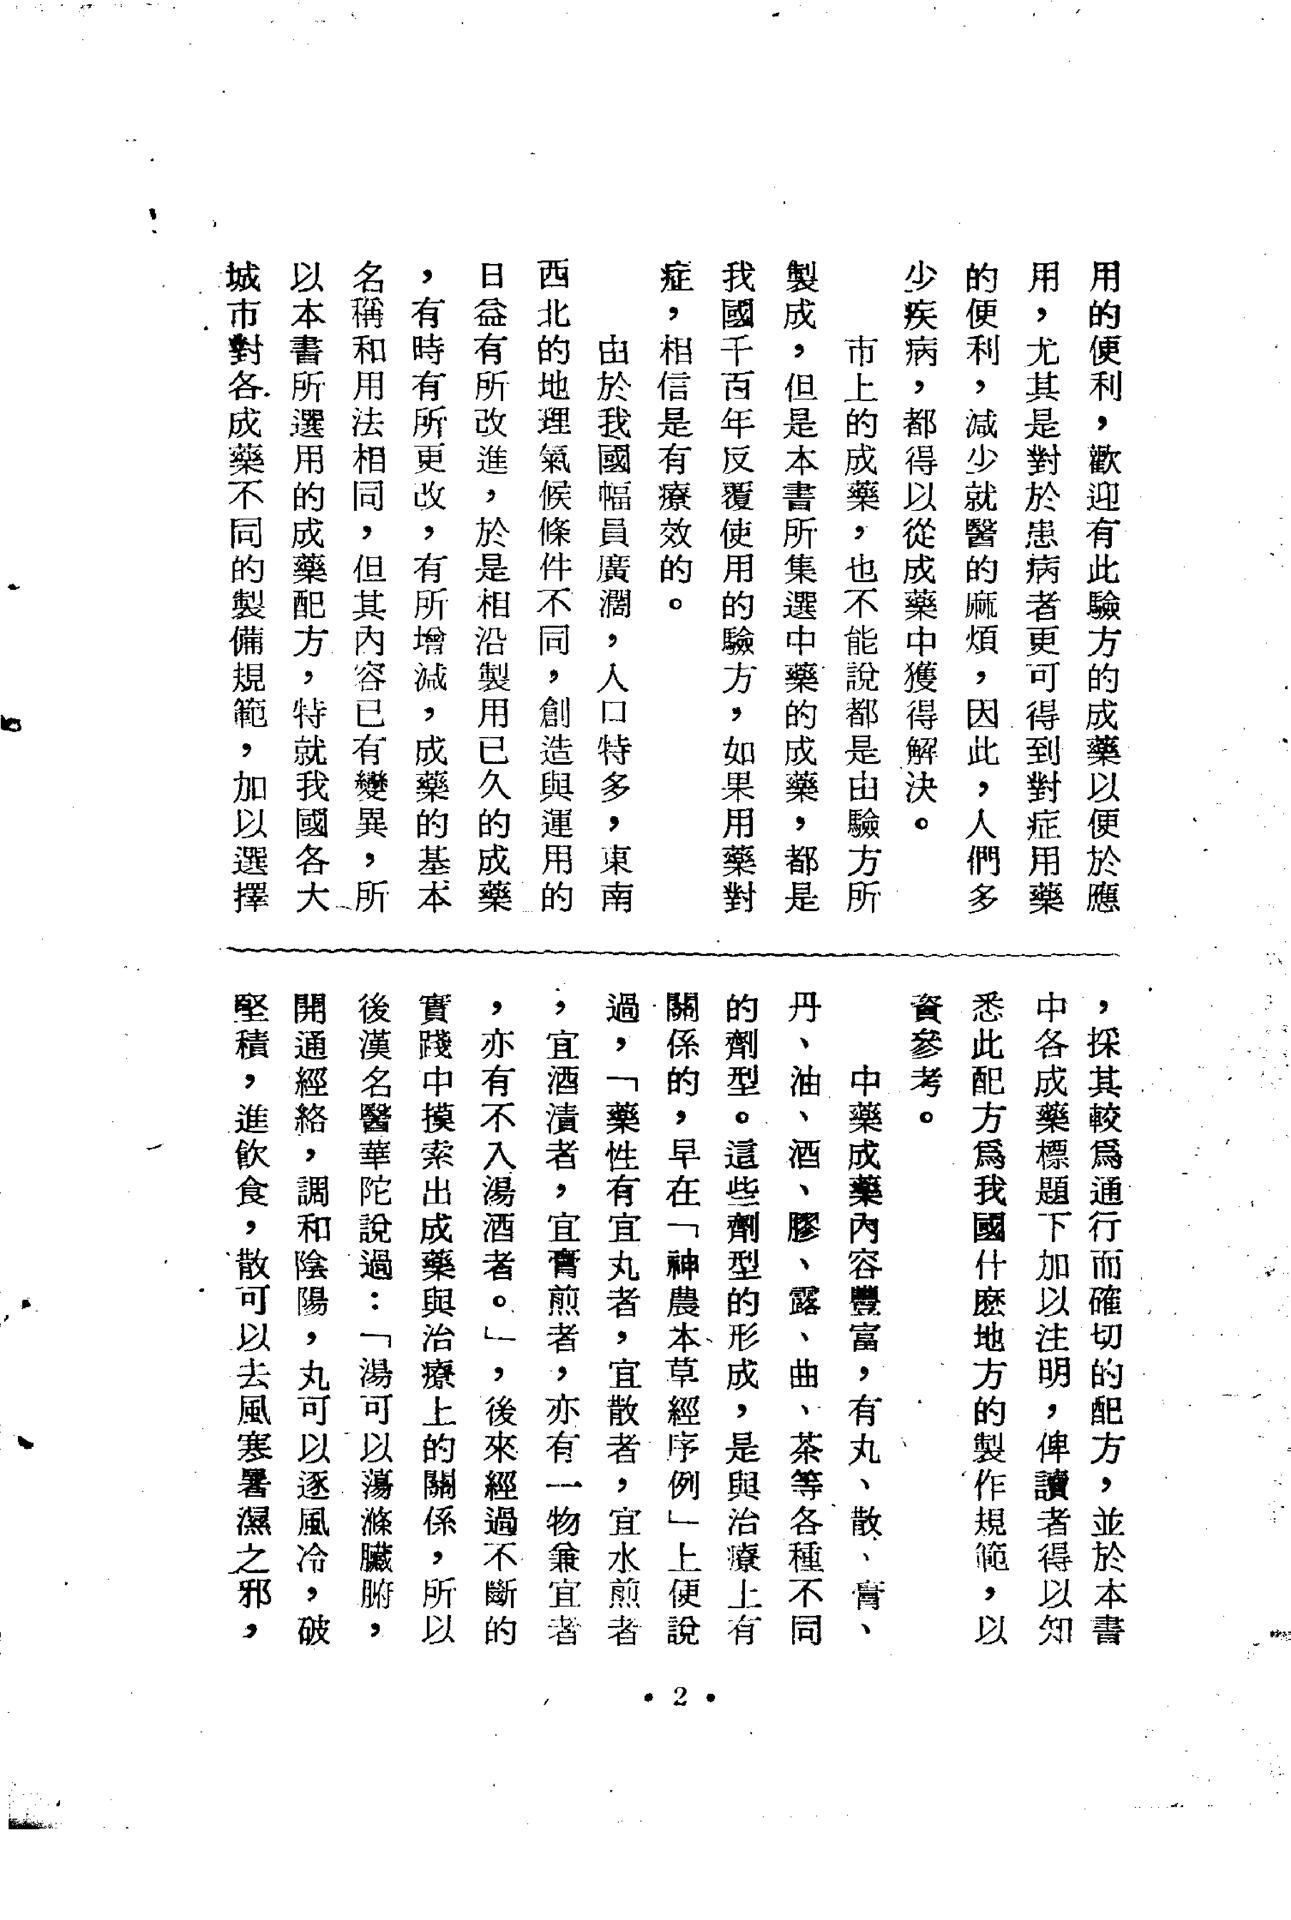 用的便利，歡迎有此驗方的成藥以便於應
用，尤其是對於患病者更可得到對症用藥
的便利，減少就醫的麻煩，因此，人們多
少疾病，都得以從成藥中獲得解決。
市上的成藥，也不能說都是由驗方所
製成，但是本書所集選中藥的成藥，都是
我國千百年反覆使用的驗方，如果用藥對
症，相信是有療效的。
由於我國幅員廣濶，人口特多，東南
西北的地理氣候條件不同，創造與運用的
日益有所改進，於是相沿製用已久的成藥
，有時有所更改，有所增減，成藥的基本
名稱和用法相同，但其內容已有變異，所
以本書所選用的成藥配方，特就我國各大
城市對各成藥不同的製備規範，加以選擇
，採其較爲通行而確切的配方，並於本書
中各成藥標題下加以注明，俾讀者得以知
悉此配方爲我國什麽地方的製作規範，以
資參考。
中藥成藥內容豐富，有丸、散、膏、
丹、油、酒、膠、露、曲、茶等各種不同
的劑型。這些劑型的形成，是與治療上有
關係的，早在「神農本草經序例」上便說
過，「藥性有宜丸者，宜散者，宜水煎者
，宜酒漬者，宜膏煎者，亦有一物兼宜者
，亦有不入湯酒者。」，後來經過不斷的
實踐中摸索出成藥與治療上的關係，所以
後漢名醫華陀說過：「湯可以蕩滌臟腑，
開通經絡，調和陰陽，丸可以逐風冷，破
堅積，進飲食，散可以去風寒暑濕之邪，
• 2 •